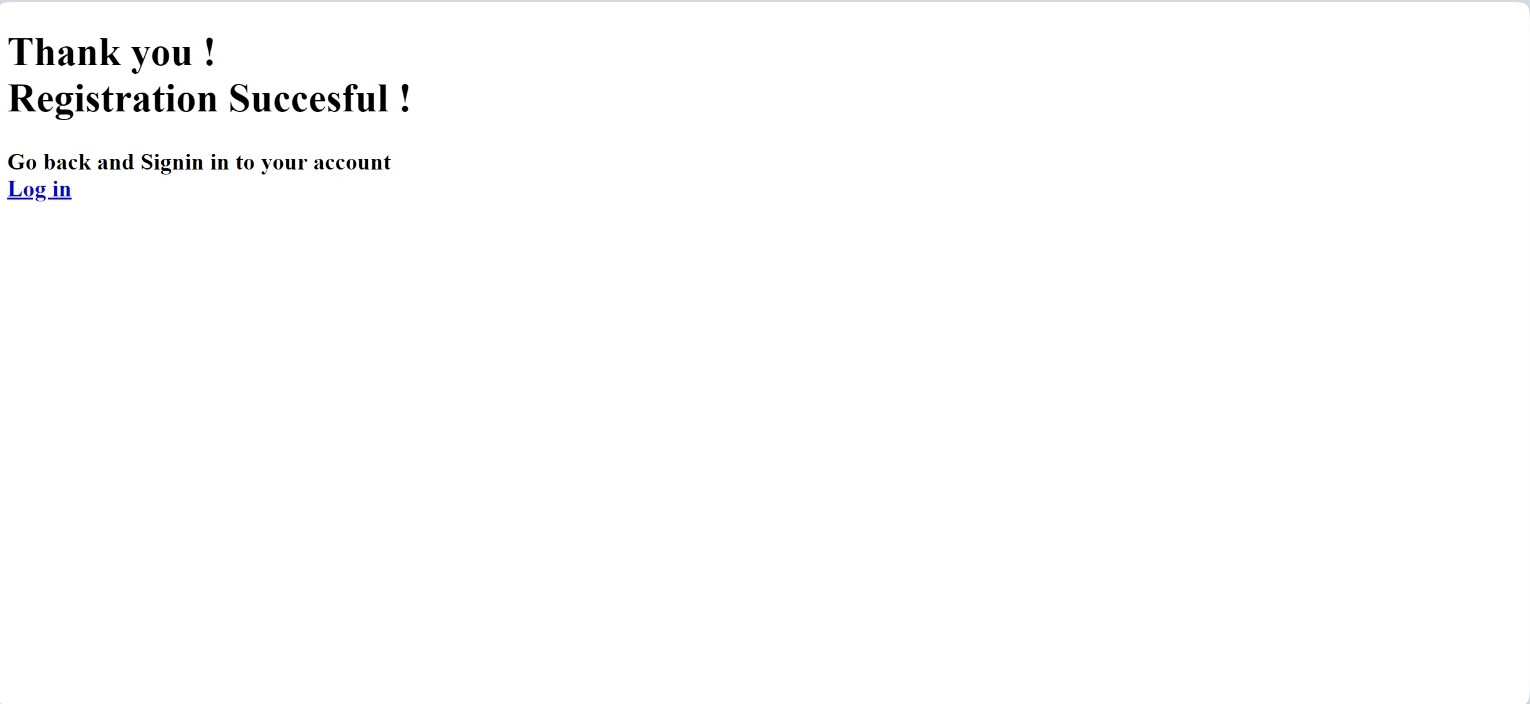 Thank you !
Registration Succesful !
Go back and Signin in to your account
Log in